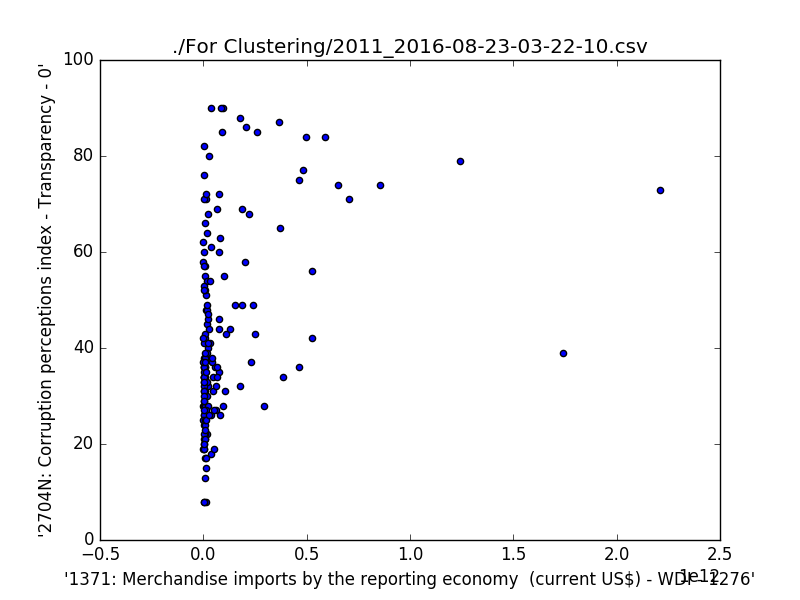 ./For Clustering/2011_2016-08-23-03-22-10.csv
100
80
60
40
20
0
'2704N: Corruption perceptions index - Transparency - 0'
−0.5 0.0 0.5 1.0 1.5 2.0 2.5
1e12
'1371: Merchandise imports by the reporting economy  (current US$) - WDI - 1276'